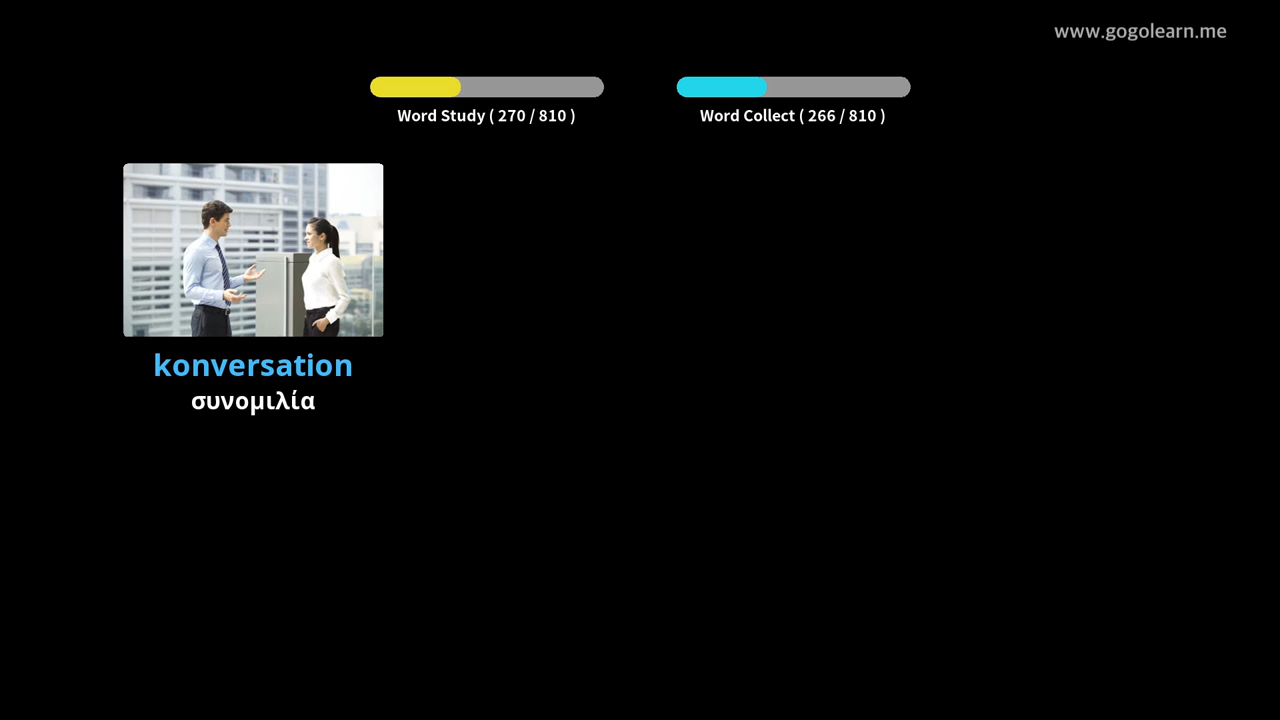 www.gogolearn.me
Word Study ( 270 / 810 )
Word Collect ( 266 / 810 )
konversation
συνομιλία